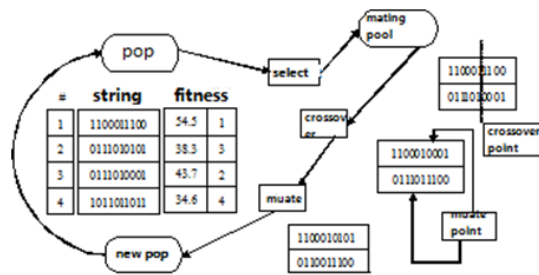 mating
pool
pop
select
# string fitness
1 1100011100 54.5 1
2 0111010101 38.3 3
3 0111010001 43.7 2
4 1011011011 34.6 4
crossov
er
muate
new pop
1100011100
0111010001
crossover
point
1100010001
0111011100
muate
point
1100010101
0110011100